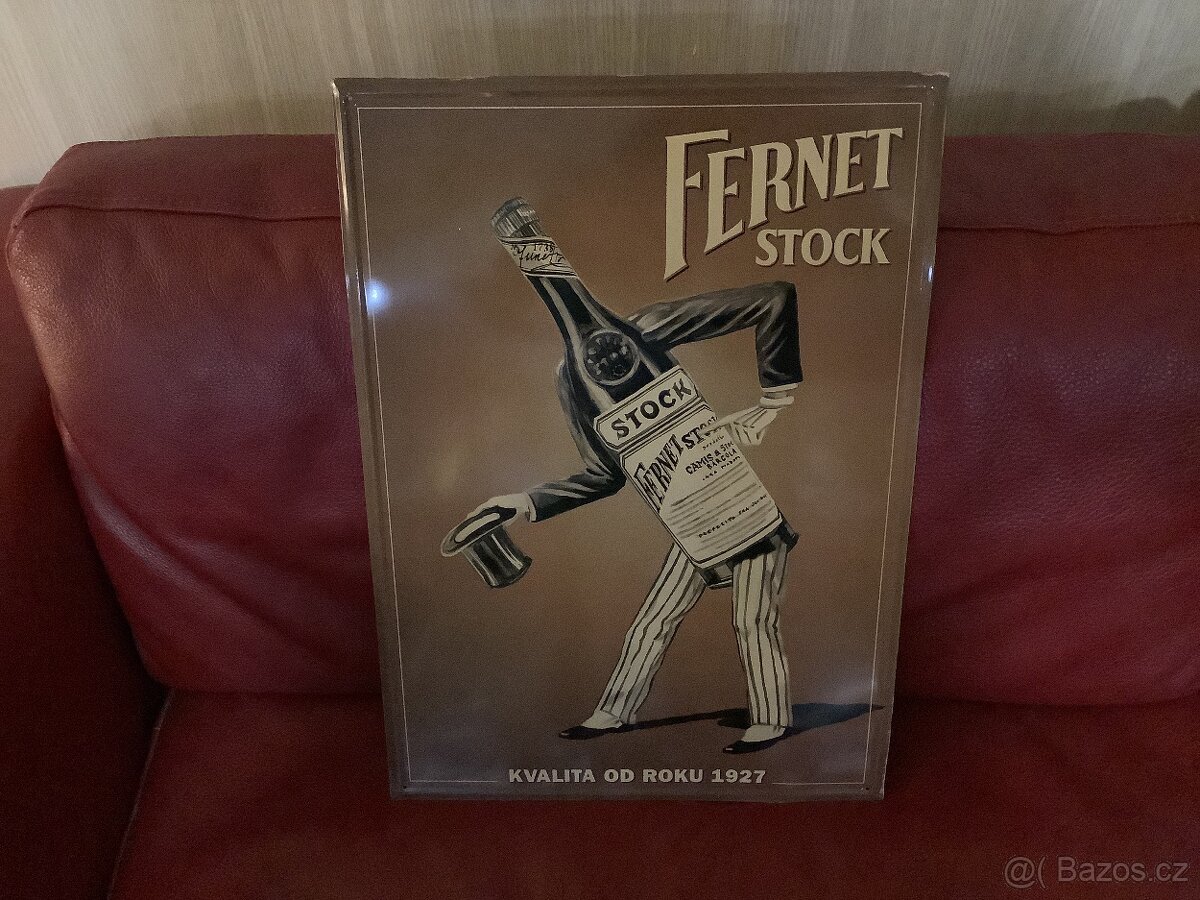 FERNET
STOCK
STOCK
FERNET STOCK
KVALITA OD ROKU 1927
@( Bazos.cz